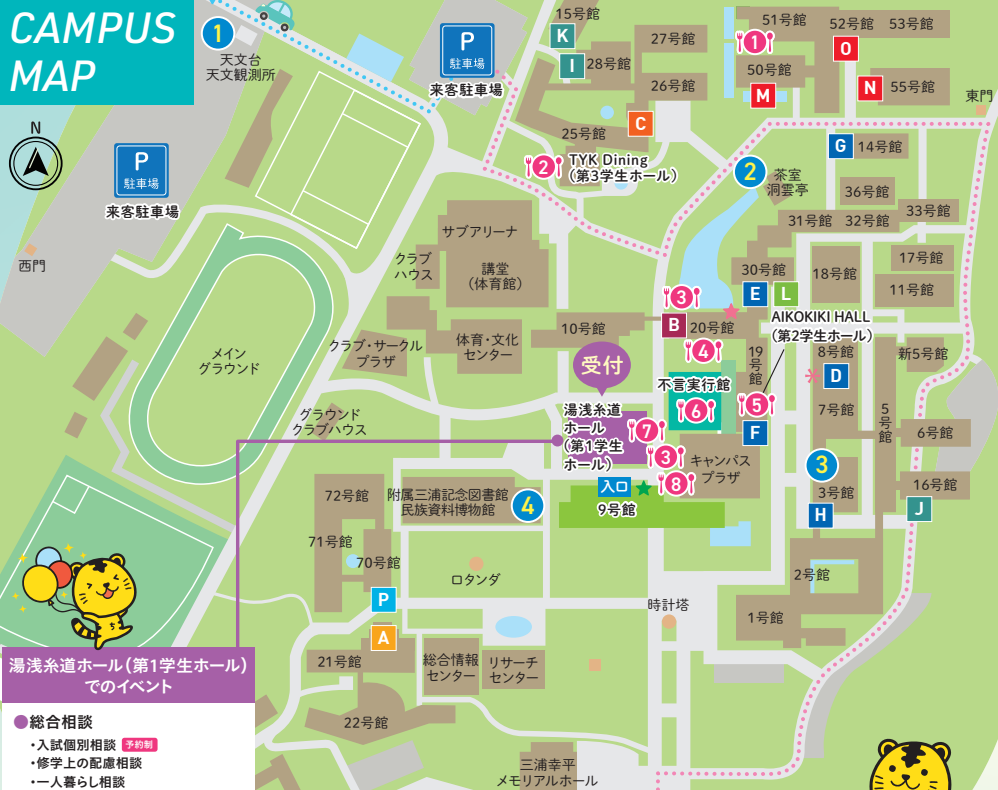 CAMPUS
MAP
1
天文台
天文観測所
P
駐車場
来客駐車場
15号館
K
I
28号館
27号館
26号館
C
25号館
51号館
52号館
53号館
1
O
50号館
M
N
55号館
東門
N
P
駐車場
来客駐車場
西門
2
TYK Dining
(第3学生ホール)
2
茶室
洞雲亭
G
14号館
36号館
33号館
31号館
32号館
サブアリーナ
クラブ
ハウス
講堂
(体育館)
30号館
18号館
17号館
11号館
E
L
3
B
20号館
AIKOKIKI HALL
(第2学生ホール)
10号館
クラブ・サークル
プラザ
体育・文化
センター
4
19号館
8号館
新5号館
D
メイン
グラウンド
受付
不言実行館
6
5
7号館
5号館
グラウンド
クラブハウス
湯浅糸道
ホール
(第1学生
ホール)
7
F
6号館
3
キャンパス
プラザ
3
入口
8
9号館
3号館
16号館
H
J
72号館
附属三浦記念図書館
民族資料博物館
4
71号館
70号館
ロタンダ
2号館
P
時計塔
1号館
A
21号館
総合情報
センター
リサーチ
センター
22号館
三浦幸平
メモリアルホール
湯浅糸道ホール(第1学生ホール)
でのイベント
●総合相談
・入試個別相談 予約制
・修学上の配慮相談
・一人暮らし相談